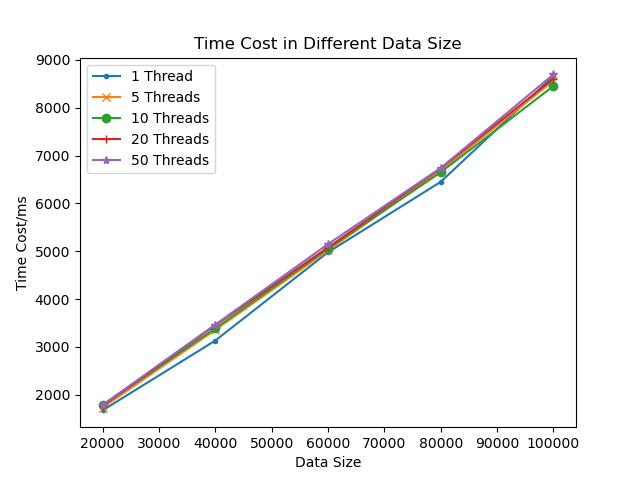 Time Cost in Different Data Size
9000
8000
7000
6000
5000
4000
3000
2000
Time Cost/ms
1 Thread
5 Threads
10 Threads
20 Threads
50 Threads
20000 30000 40000 50000 60000 70000 80000 90000 100000
Data Size